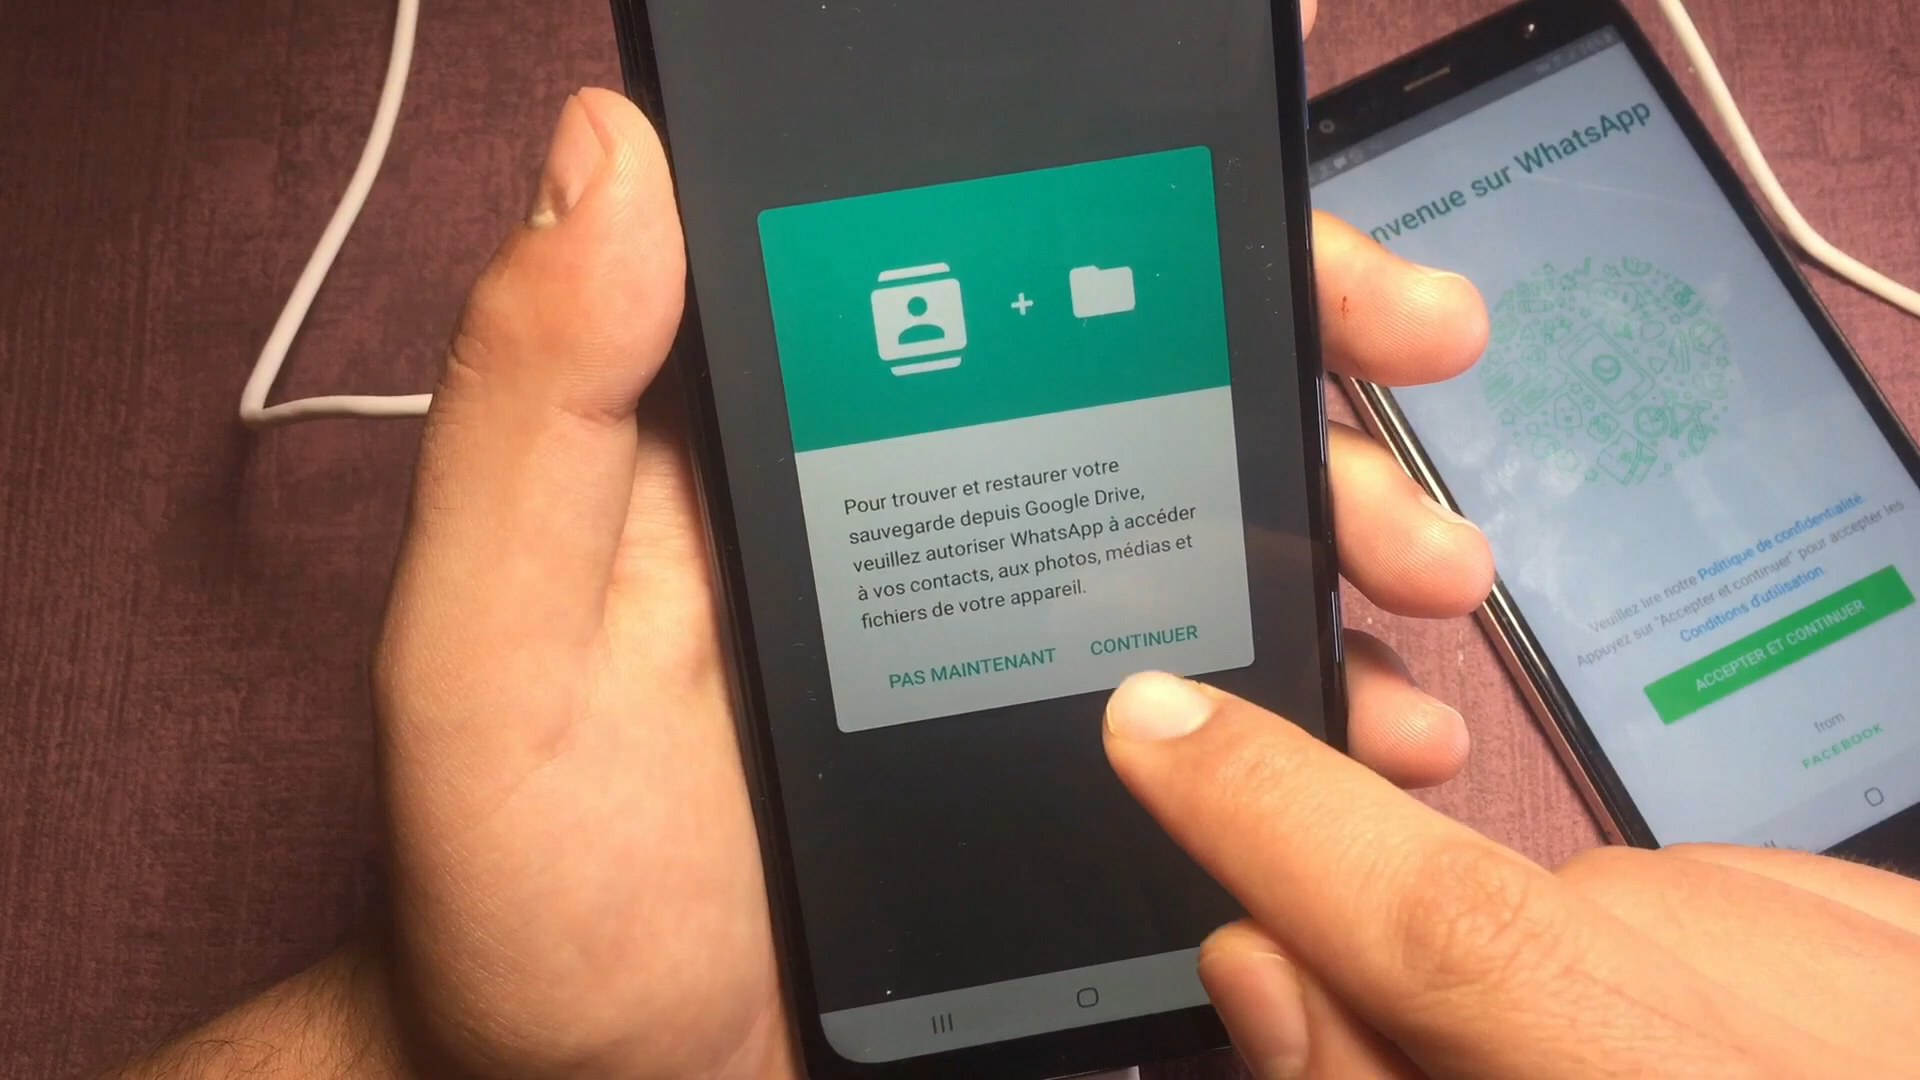 Pour trouver et restaurer votre
sauvegarde depuis Google Drive,
veuillez autoriser WhatsApp à accéder
à vos contacts, aux photos, médias et
fichiers de votre appareil.
PAS MAINTENANT CONTINUER
nvenue sur WhatsApp
Veuillez lire notre Politique de confidentialité.
Appuyez sur "Accepter et continuer" pour accepter les
Conditions d'utilisation.
ACCEPTER ET CONTINUER
from
FACEBOOK